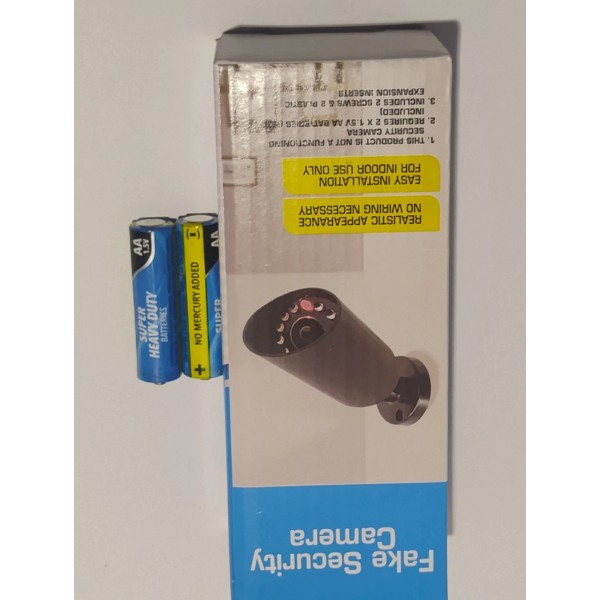 Fake Security
Camera
REALISTIC APPEARANCE
NO WIRING NECESSARY
EASY INSTALLATION
FOR INDOOR USE ONLY
1. THIS PRODUCT IS NOT A FUNCTIONING
SECURITY CAMERA
2. REQUIRES 2 X 1.5V AA BATTERIES (NOT
INCLUDED)
3. INCLUDES 2 SCREWS & 2 PLASTIC
EXPANSION INSERTS
AA
1.5V
SUPER
HEAVY DUTY
BATTERIES
AA
NO MERCURY ADDED
SUPER